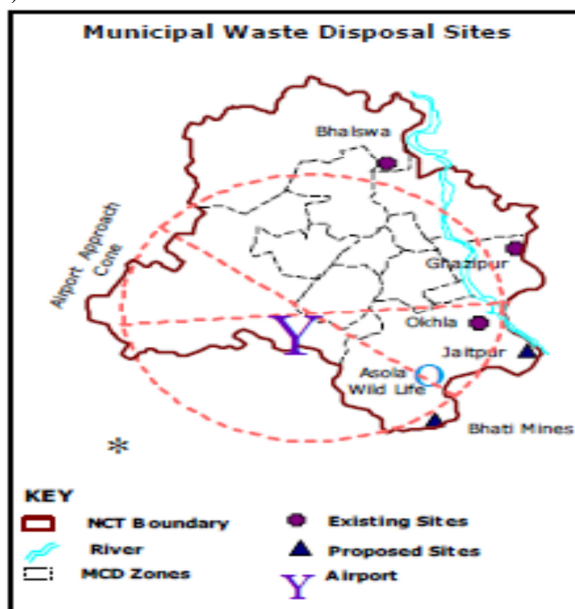 Municipal Waste Disposal Sites
Bhalswa
Airport Approach
Cone
Ghazipur
Okhla
Jaitpur
Asola
Wild Life
Bhati Mines
*
KEY
NCT Boundary
Existing Sites
River
Proposed Sites
MCD Zones
Airport